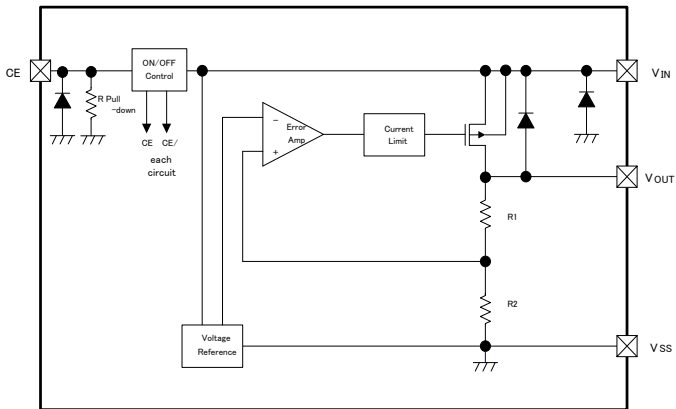 CE
ON/OFF
Control
VIN
R Pull
-down
CE CE/
each
circuit
-
Error
Amp
+
Current
Limit
VOUT
R1
R2
Voltage
Reference
VSS